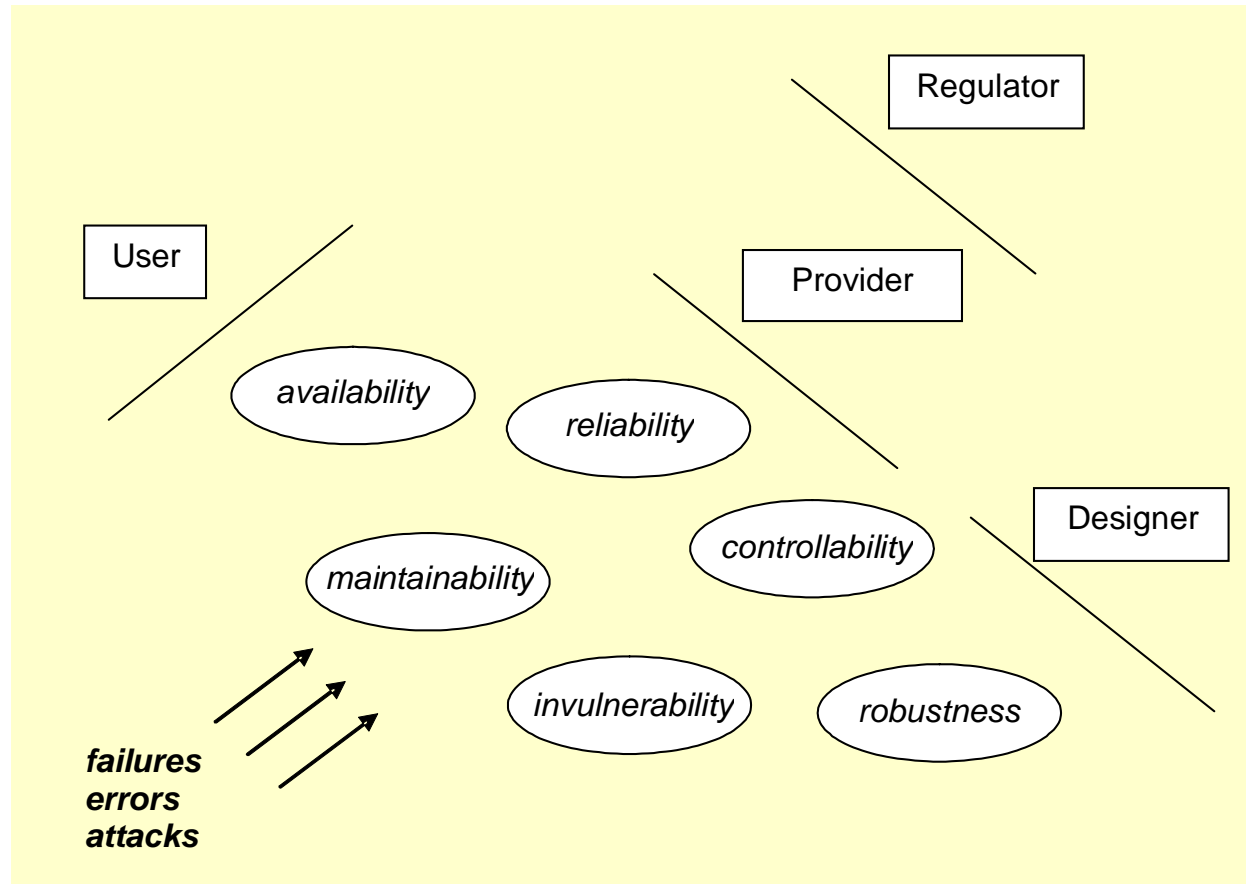 Regulator
User
Provider
availability
reliability
Designer
controllability
maintainability
invulnerability
robustness
failures
errors
attacks